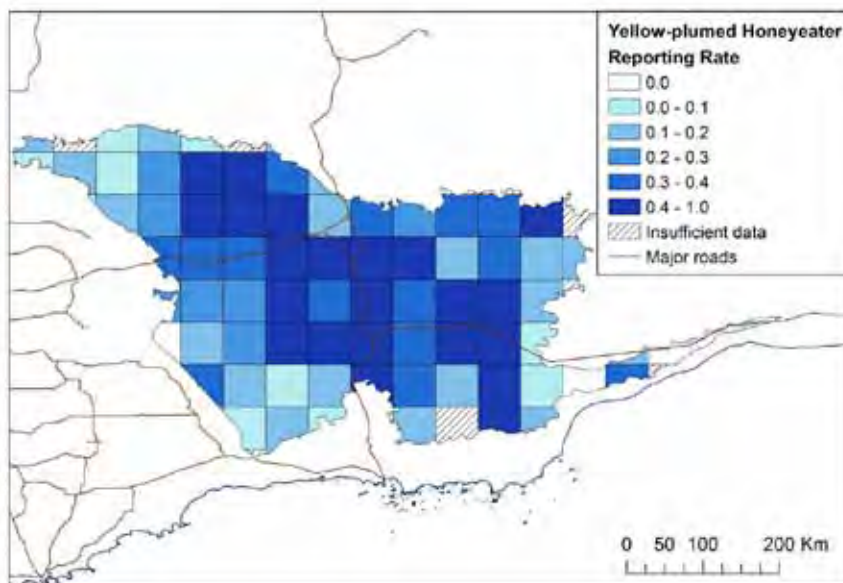 Yellow-plumed Honeyeater
Reporting Rate
0.0
0.0 - 0.1
0.1 - 0.2
0.2 - 0.3
0.3 - 0.4
0.4 - 1.0
Insufficient data
Major roads
0 50 100 200 Km